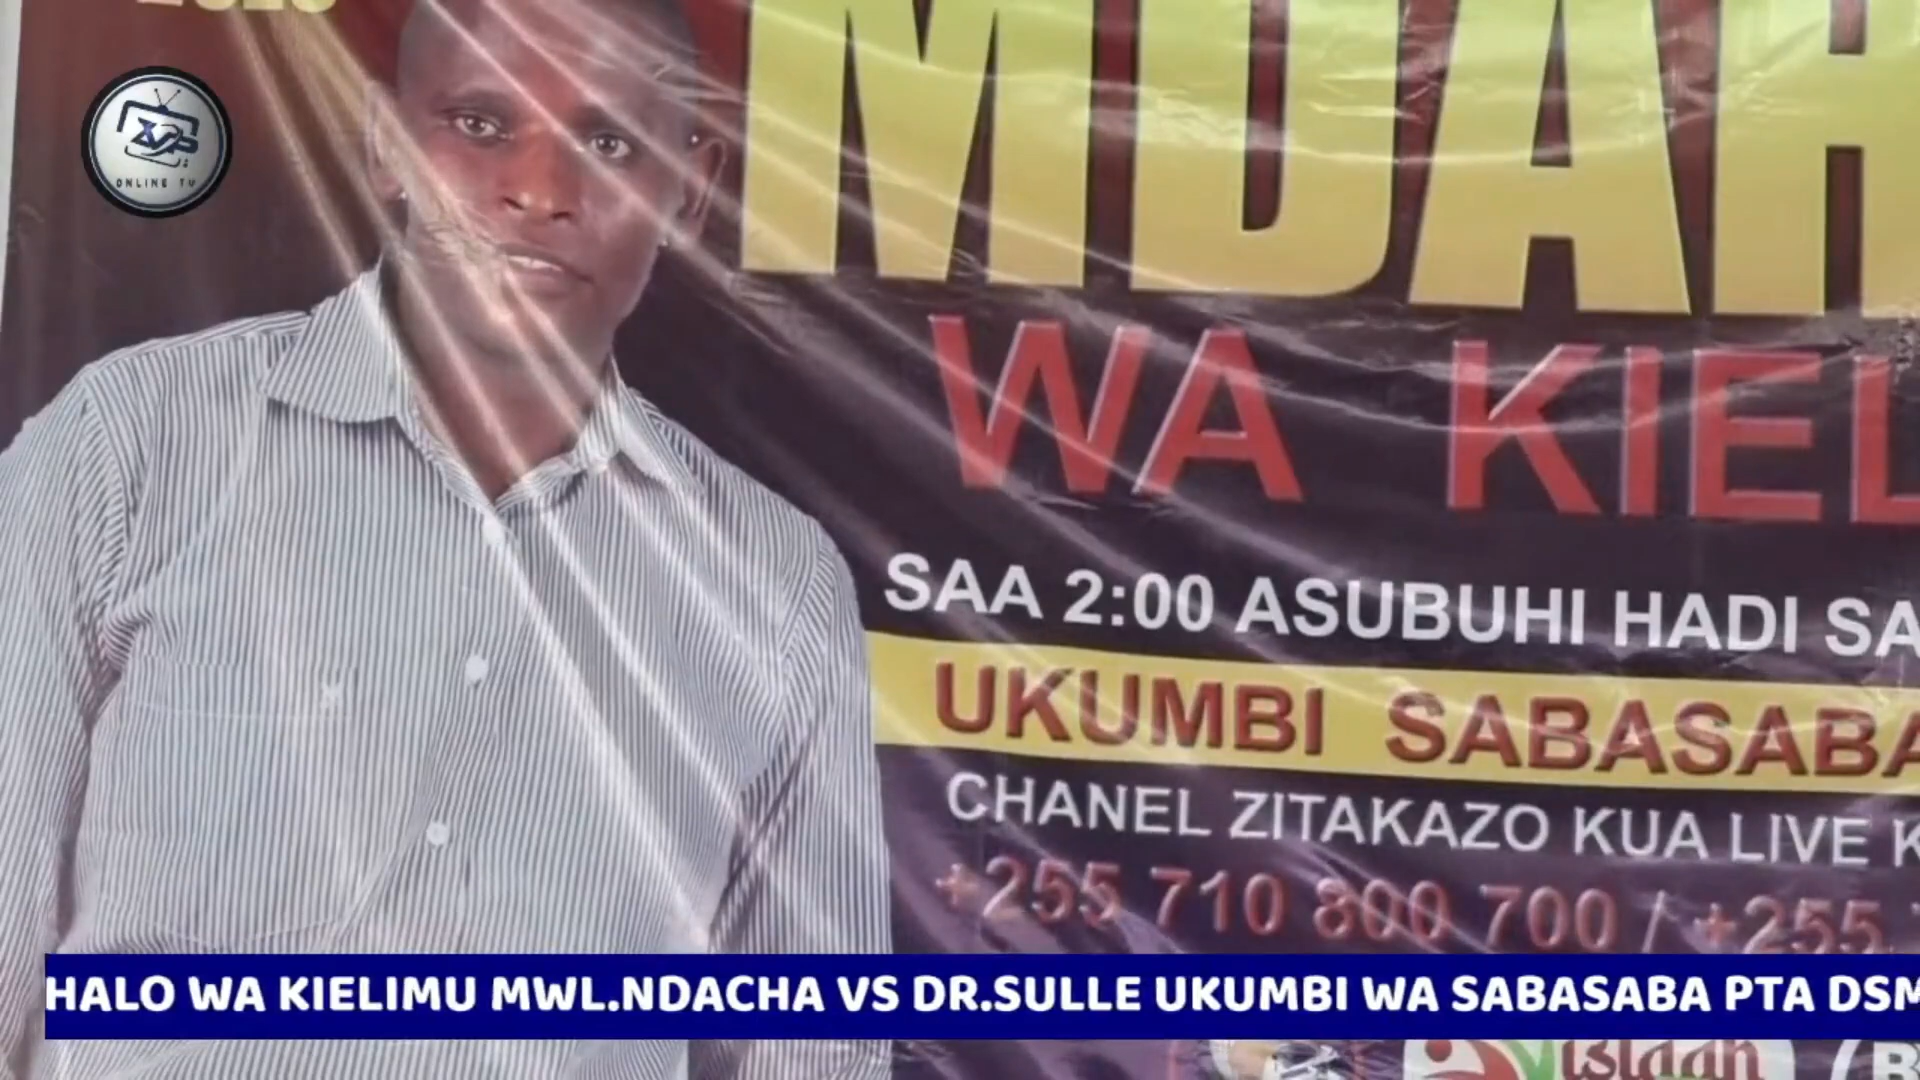 ONLINE TV
MDAH
WA KIEL
SAA 2:00 ASUBUHI HADI SA
UKUMBI SABASABA
CHANEL ZITAKAZO KUA LIVE K
+255 710 800 700 / +255
HALO WA KIELIMU MWL.NDACHA VS DR.SULLE UKUMBI WA SABASABA PTA DSM